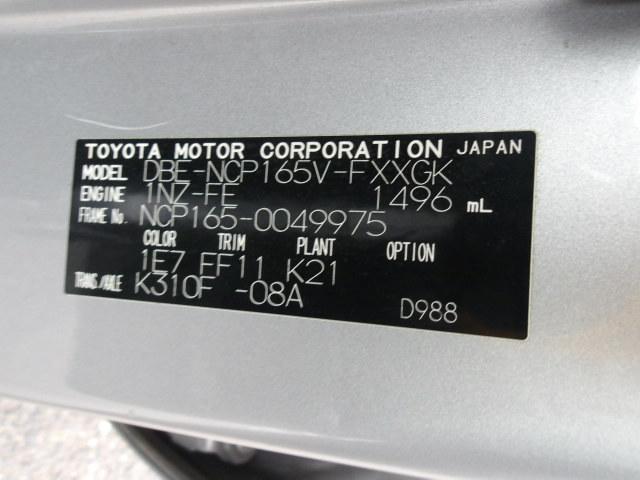 TOYOTA MOTOR CORPORATION JAPAN
MODEL DBE-NCP165V-FXXGK
ENGINE 1NZ-FE 1496 mL
FRAME No. NCP165-0049975
COLOR TRIM PLANT OPTION
1E7 FF11 K21
TRANS/AXLE K310F -08A
D988